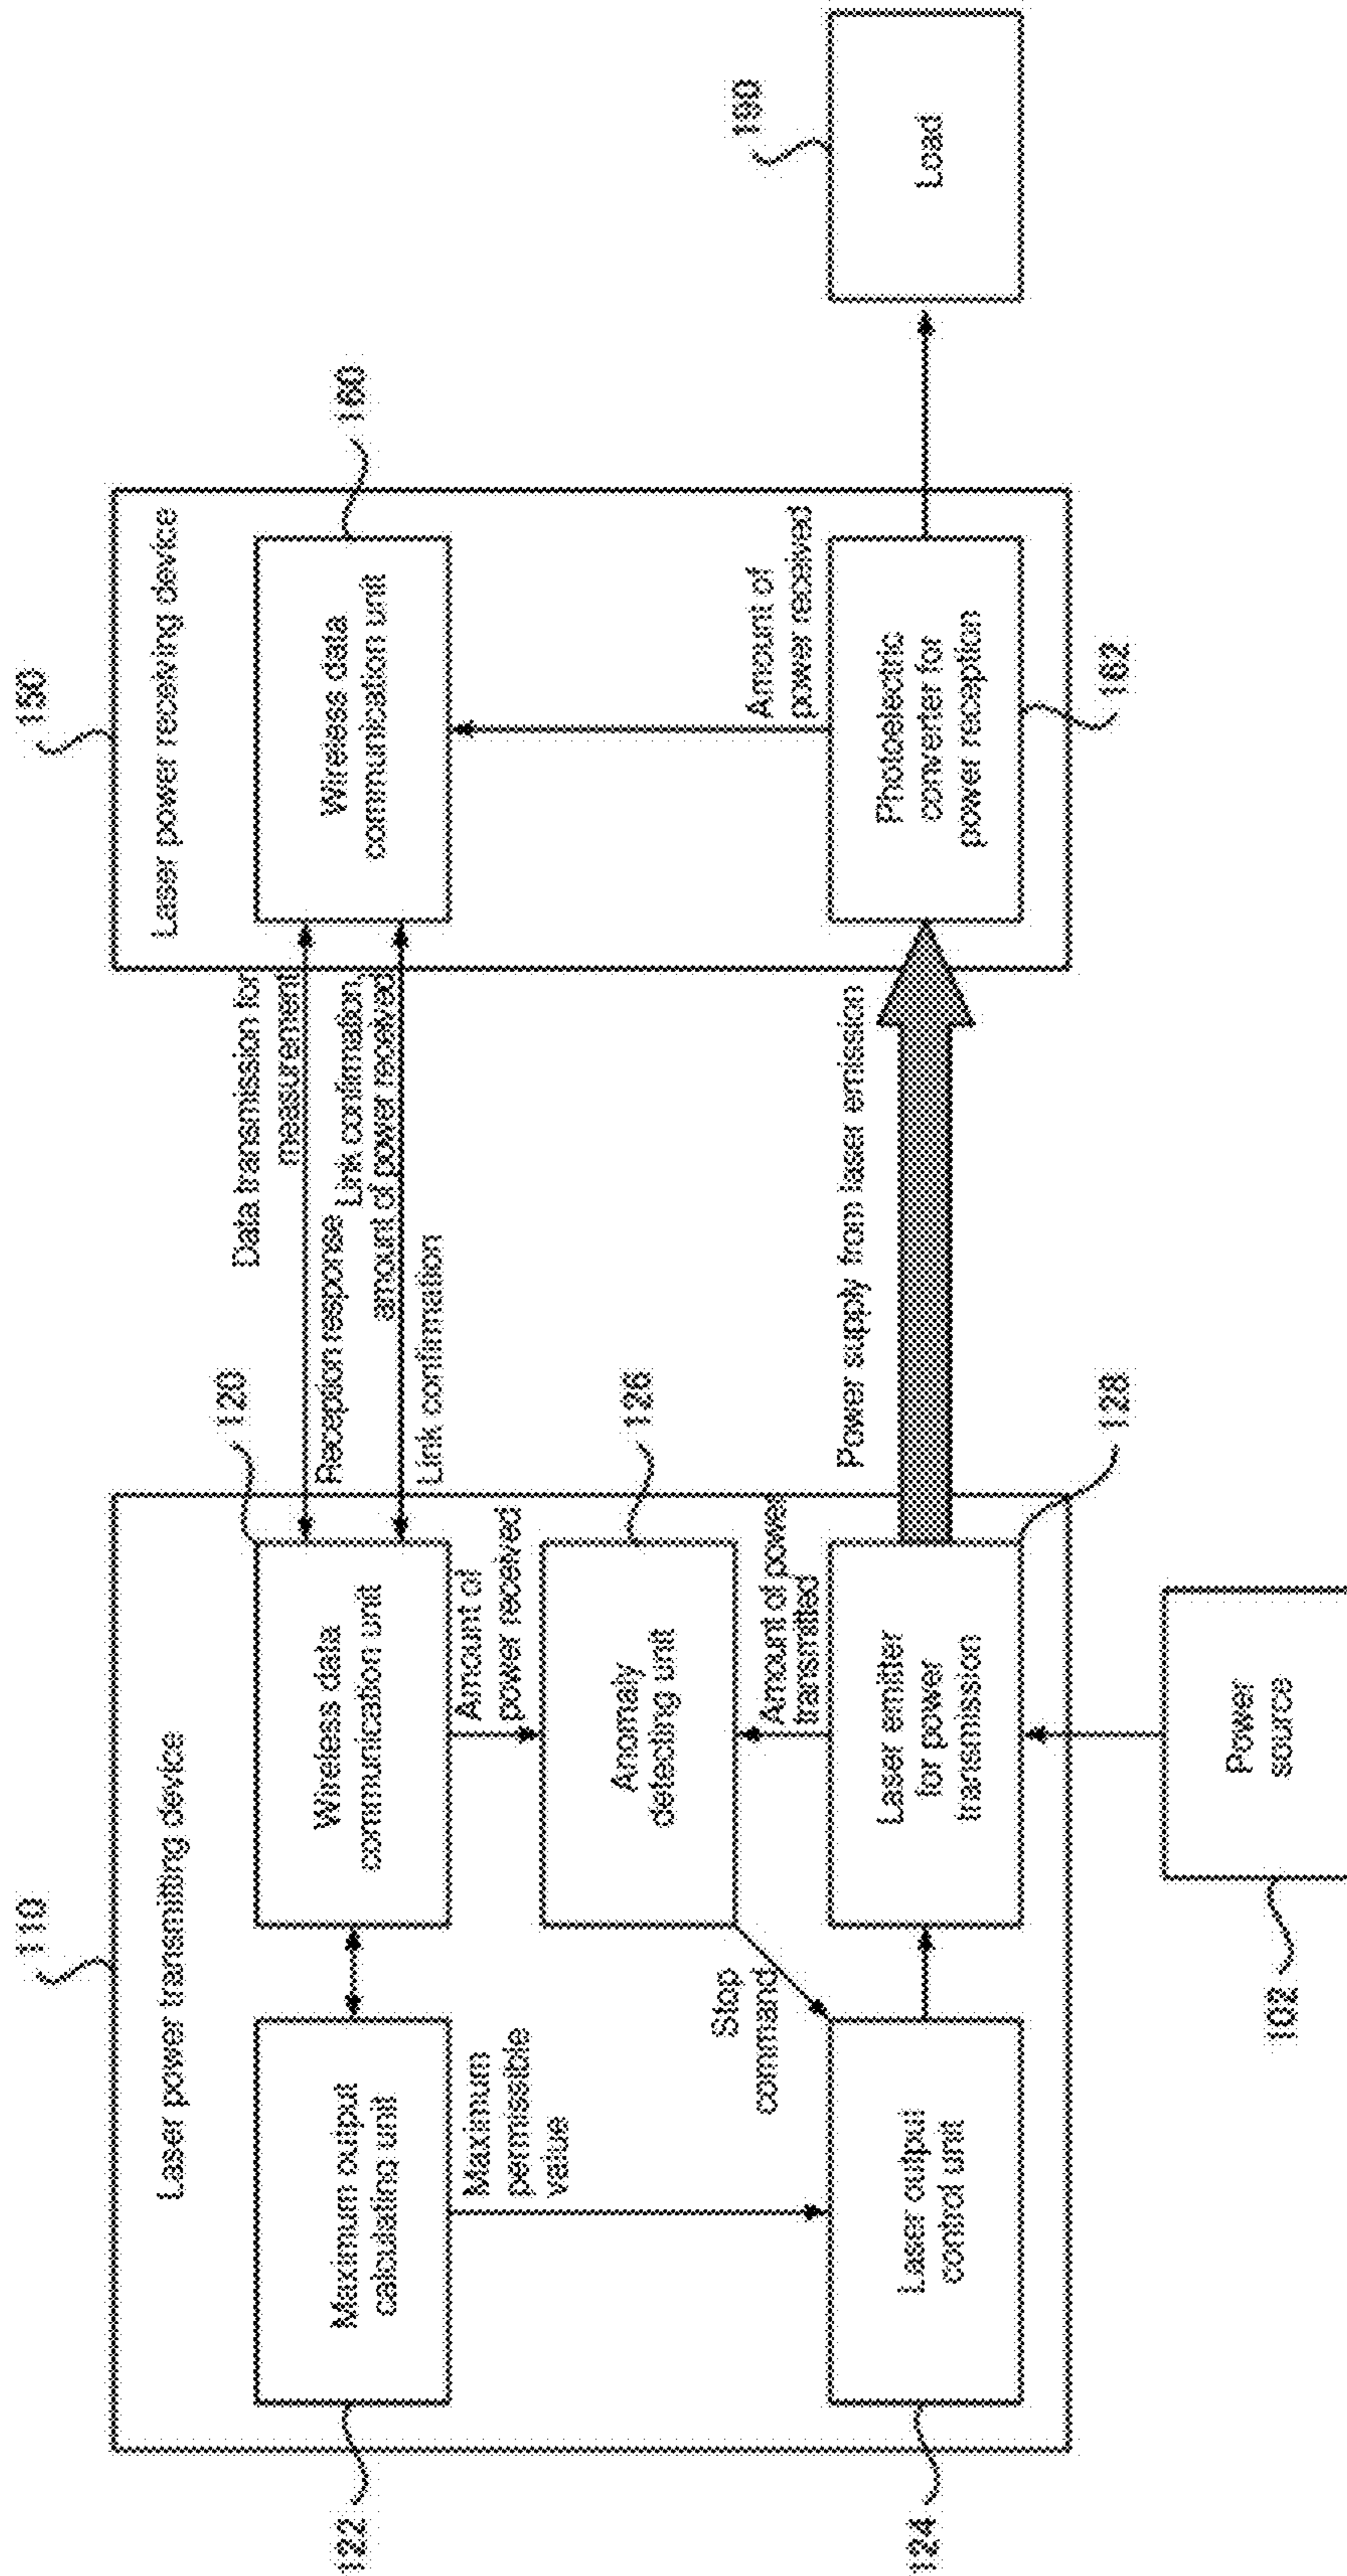 110
Laser power transmitting device
122
Maximum output
calculating unit
120
Wireless data
communication unit
Maximum
permissible
value
Amount of
power received
126
Anomaly
detecting unit
Stop
command
Amount of power
transmitted
124
Laser output
control unit
128
Laser emitter
for power
transmission
102
Power
source
Data transmission for
measurement
Reception response
Link confirmation,
amount of power received
Link confirmation
Power supply from laser emission
150
Laser power receiving device
160
Wireless data
communication unit
Amount of
power received
Photoelectric
converter for
power reception
162
190
Load